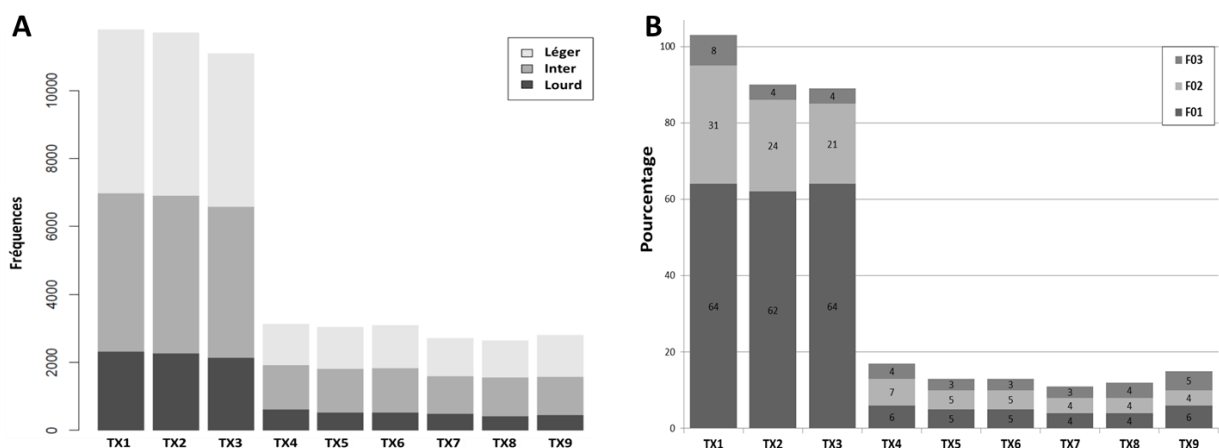 A
Fréquences
10000
8000
6000
4000
2000
0
Léger
Inter
Lourd
TX1 TX2 TX3 TX4 TX5 TX6 TX7 TX8 TX9
B
Pourcentage
100
80
60
40
20
0
F03
F02
F01
8 4 4 4 3 3 3 4 5
31 24 21 7 5 5 4 4 4
64 62 64 6 5 5 4 4 6
TX1 TX2 TX3 TX4 TX5 TX6 TX7 TX8 TX9